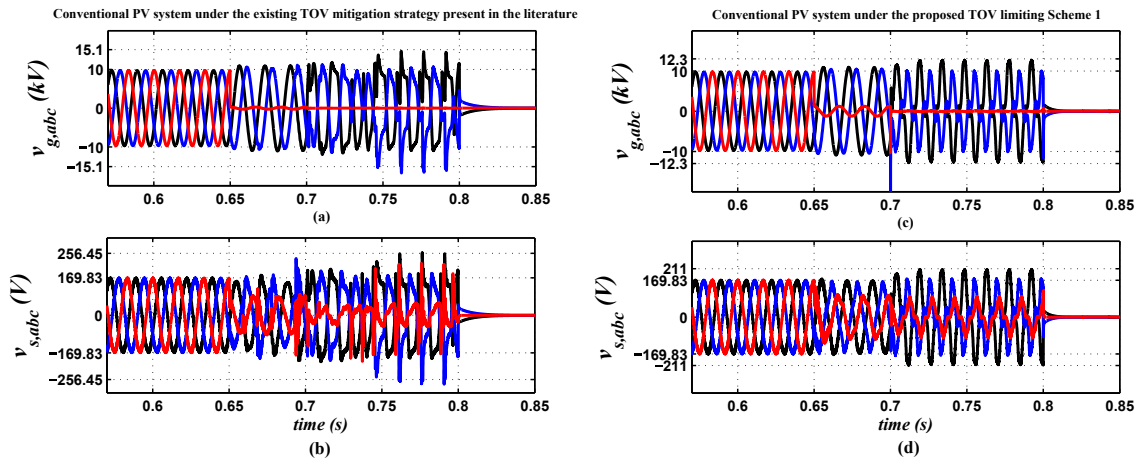 Conventional PV system under the existing TOV mitigation strategy present in the literature
v_g,abc (kV)
15.1
10
0
−10
−15.1
0.6 0.65 0.7 0.75 0.8 0.85
(a)
v_s,abc (V)
256.45
169.83
0
−169.83
−256.45
0.6 0.65 0.7 0.75 0.8 0.85
time (s)
(b)
Conventional PV system under the proposed TOV limiting Scheme 1
v_g,abc (kV)
12.3
10
0
−10
−12.3
0.6 0.65 0.7 0.75 0.8 0.85
(c)
v_s,abc (V)
211
169.83
0
−169.83
−211
0.6 0.65 0.7 0.75 0.8 0.85
time (s)
(d)